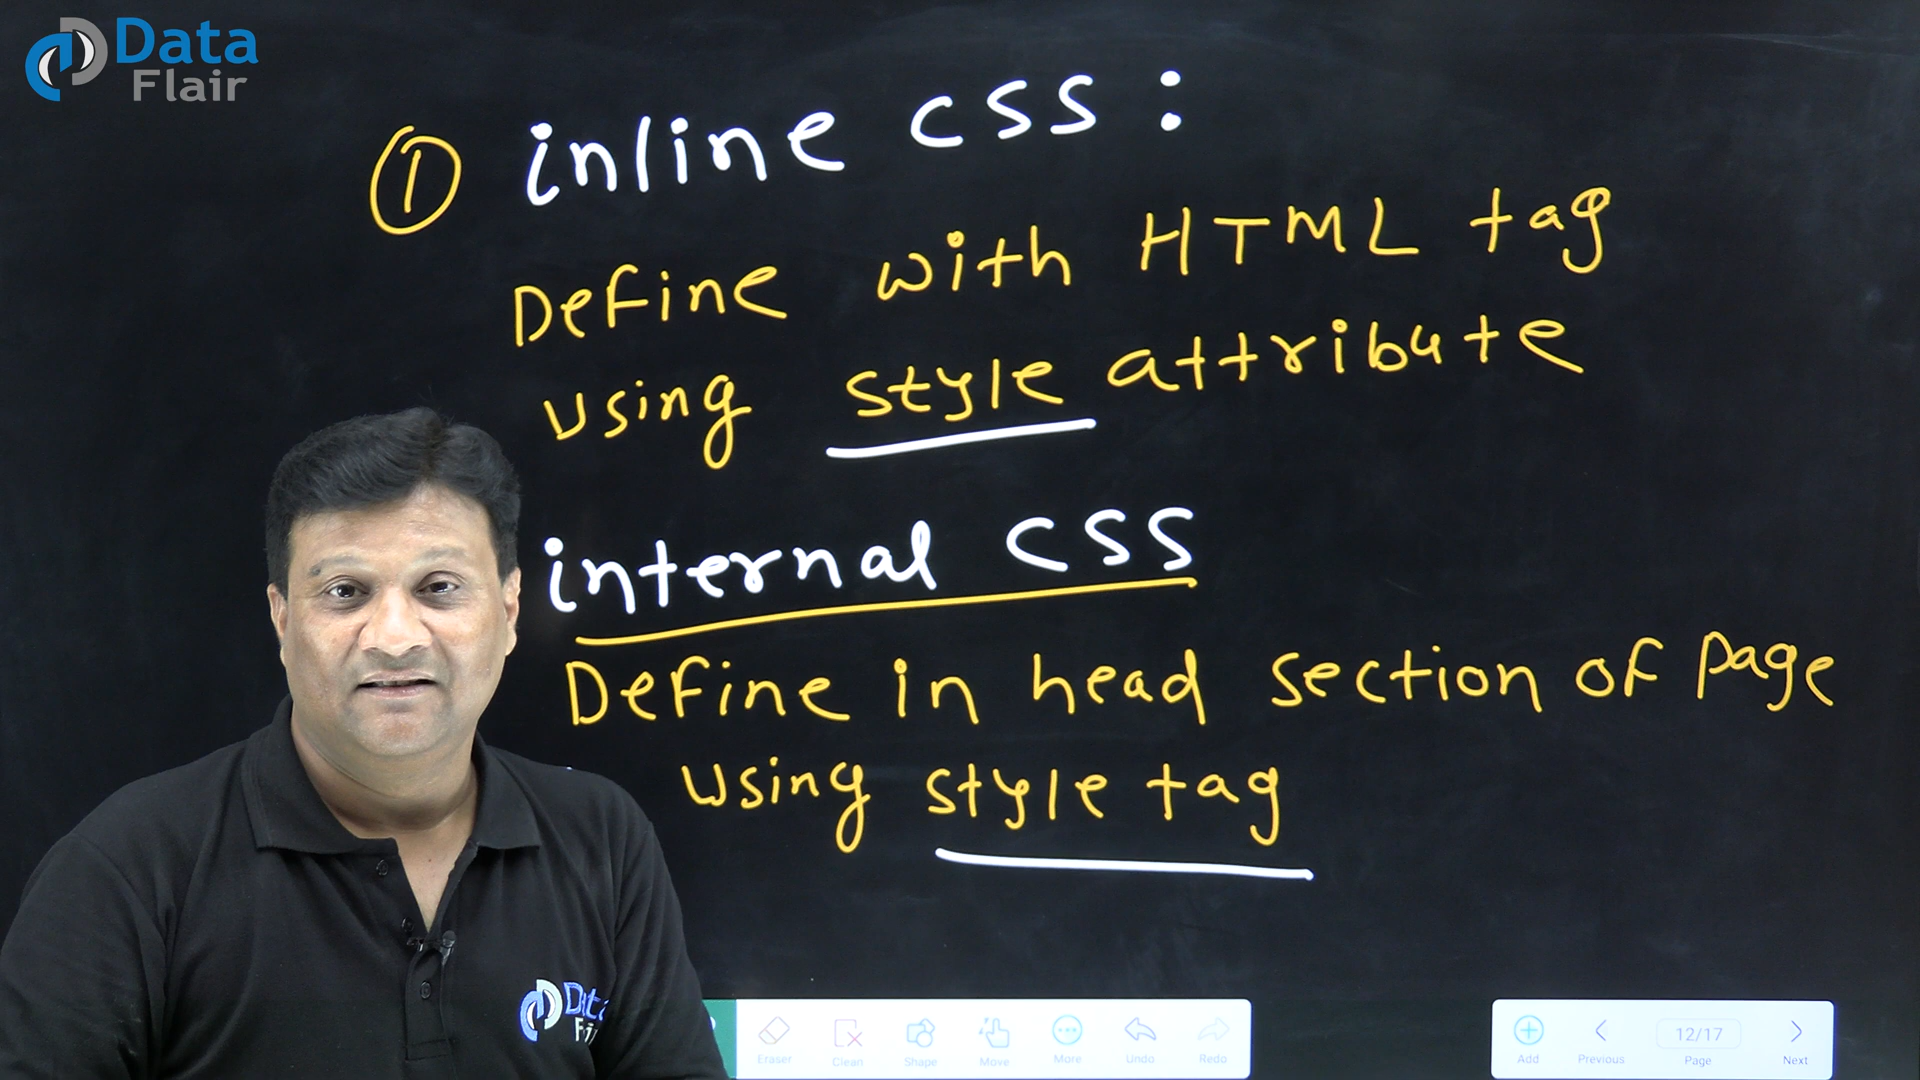 Data
Flair
1 inline css :
Define with HTML tag
using style attribute
internal css
Define in head section of page
using style tag
Data
Eraser Clean Shape Move More Undo Redo
12/17
Add Previous Page Next